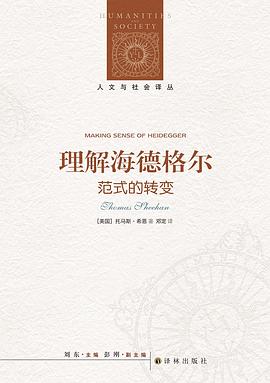 HUMANITIES
AND
SOCIETY
人文与社会译丛
MAKING SENSE OF HEIDEGGER
理解海德格尔
范式的转变
Thomas Sheehan
[美国] 托马斯·希恩 著 邓定 译
刘东·主编 彭刚·副主编
译林出版社